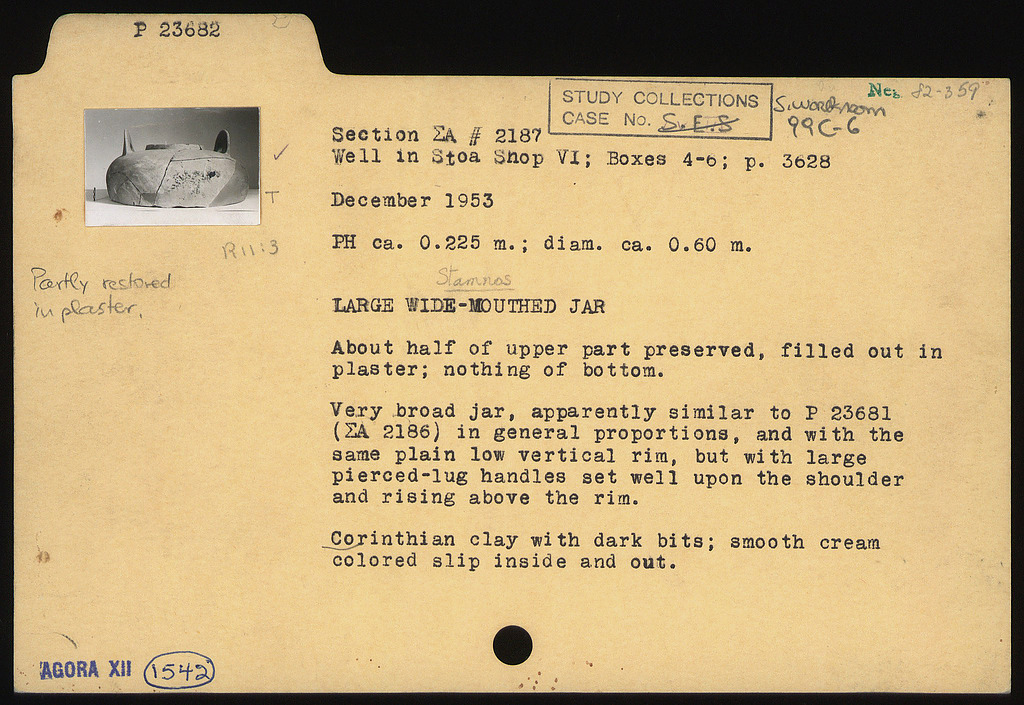 P 23682
STUDY COLLECTIONS
CASE No. S.E.S
S. Workroom
99C-6
Neg 82-359
Section ΣA # 2187
Well in Stoa Shop VI; Boxes 4-6; p. 3628
December 1953
T
R11:3
PH ca. 0.225 m.; diam. ca. 0.60 m.
Partly restored
in plaster.
Stamnos
LARGE WIDE-MOUTHED JAR
About half of upper part preserved, filled out in
plaster; nothing of bottom.
Very broad jar, apparently similar to P 23681
(ΣA 2186) in general proportions, and with the
same plain low vertical rim, but with large
pierced-lug handles set well upon the shoulder
and rising above the rim.
Corinthian clay with dark bits; smooth cream
colored slip inside and out.
AGORA XII 1542